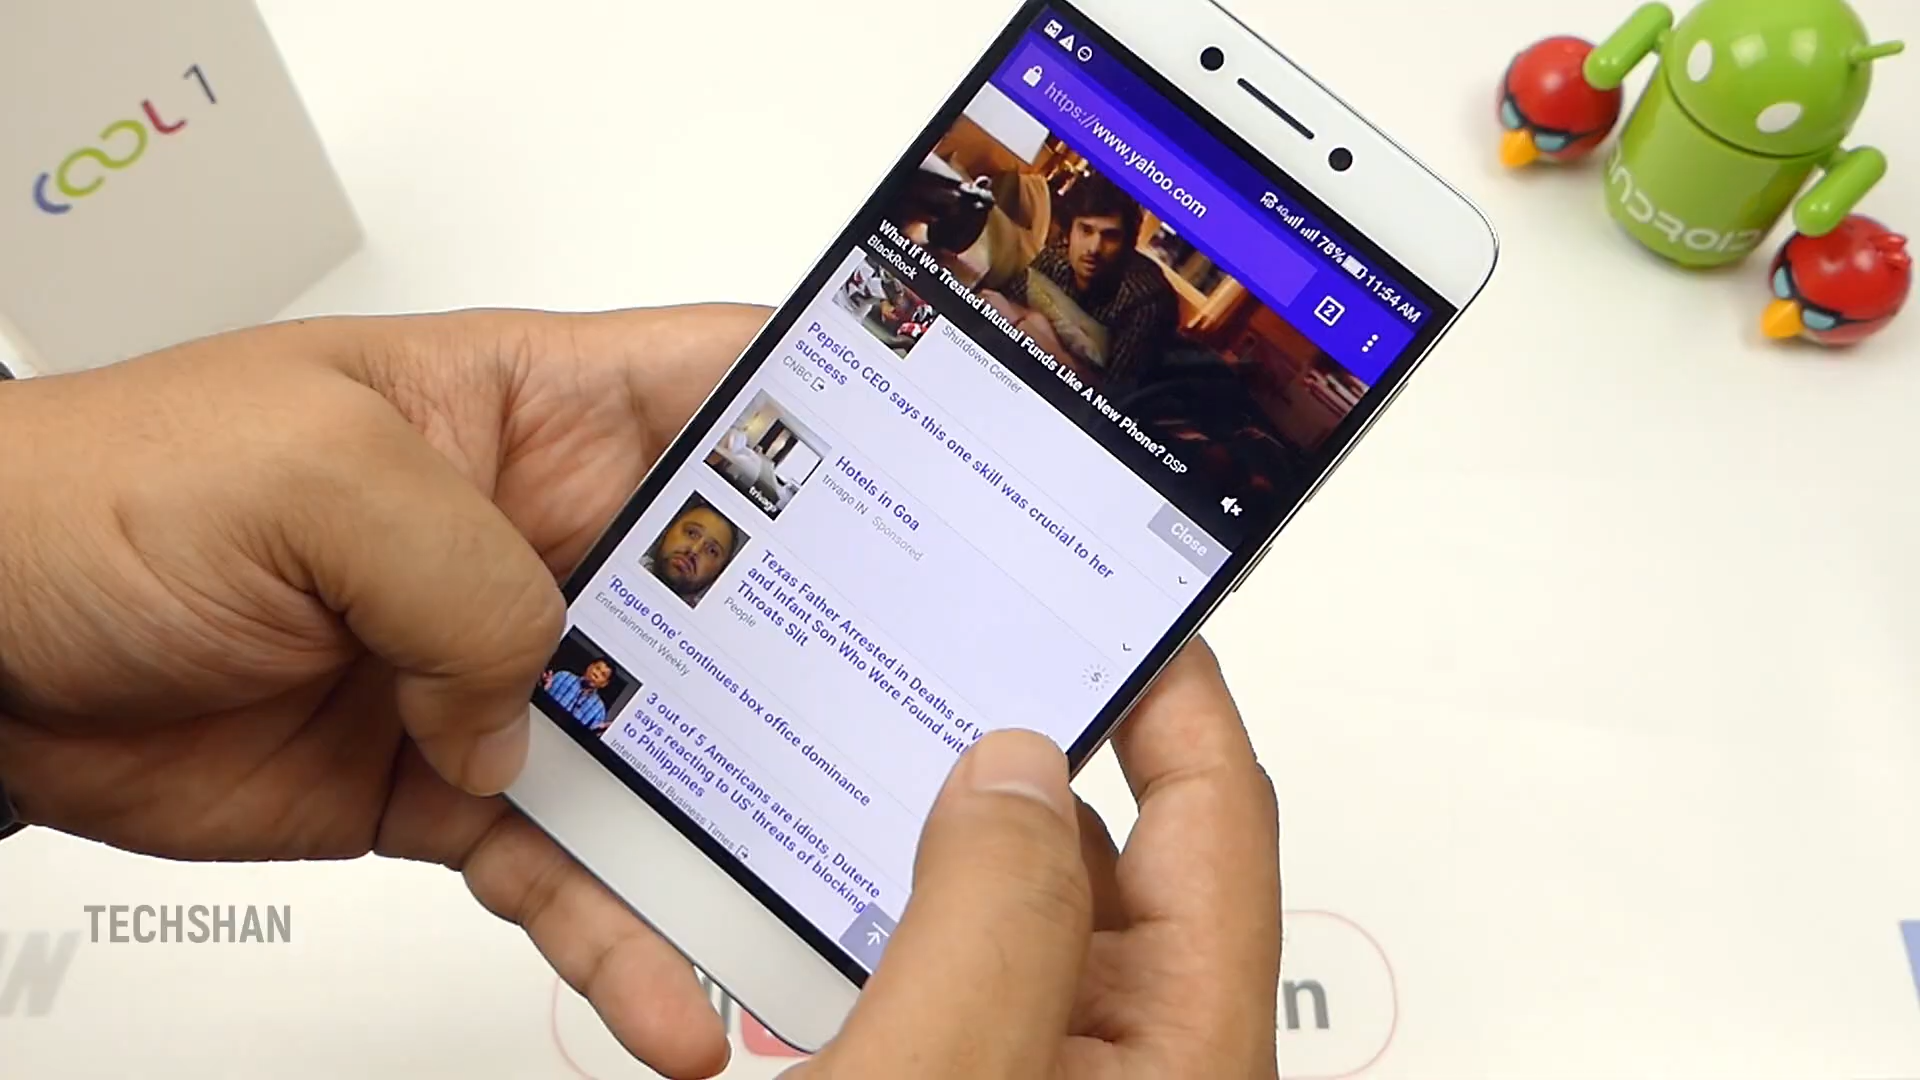 COOL 1
4G 78% 11:54 AM
https://www.yahoo.com
2
What If We Treated Mutual Funds Like A New Phone? DSP
BlackRock
Close
Shutdown Corner
PepsiCo CEO says this one skill was crucial to her
success
CNBC
trivago
Hotels in Goa
trivago IN Sponsored
Texas Father Arrested in Deaths of
and Infant Son Who Were Found with
Throats Slit
People
'Rogue One' continues box office dominance
Entertainment Weekly
3 out of 5 Americans are idiots, Duterte
says reacting to US' threats of blocking
to Philippines
International Business Times
ANDROID
TECHSHAN